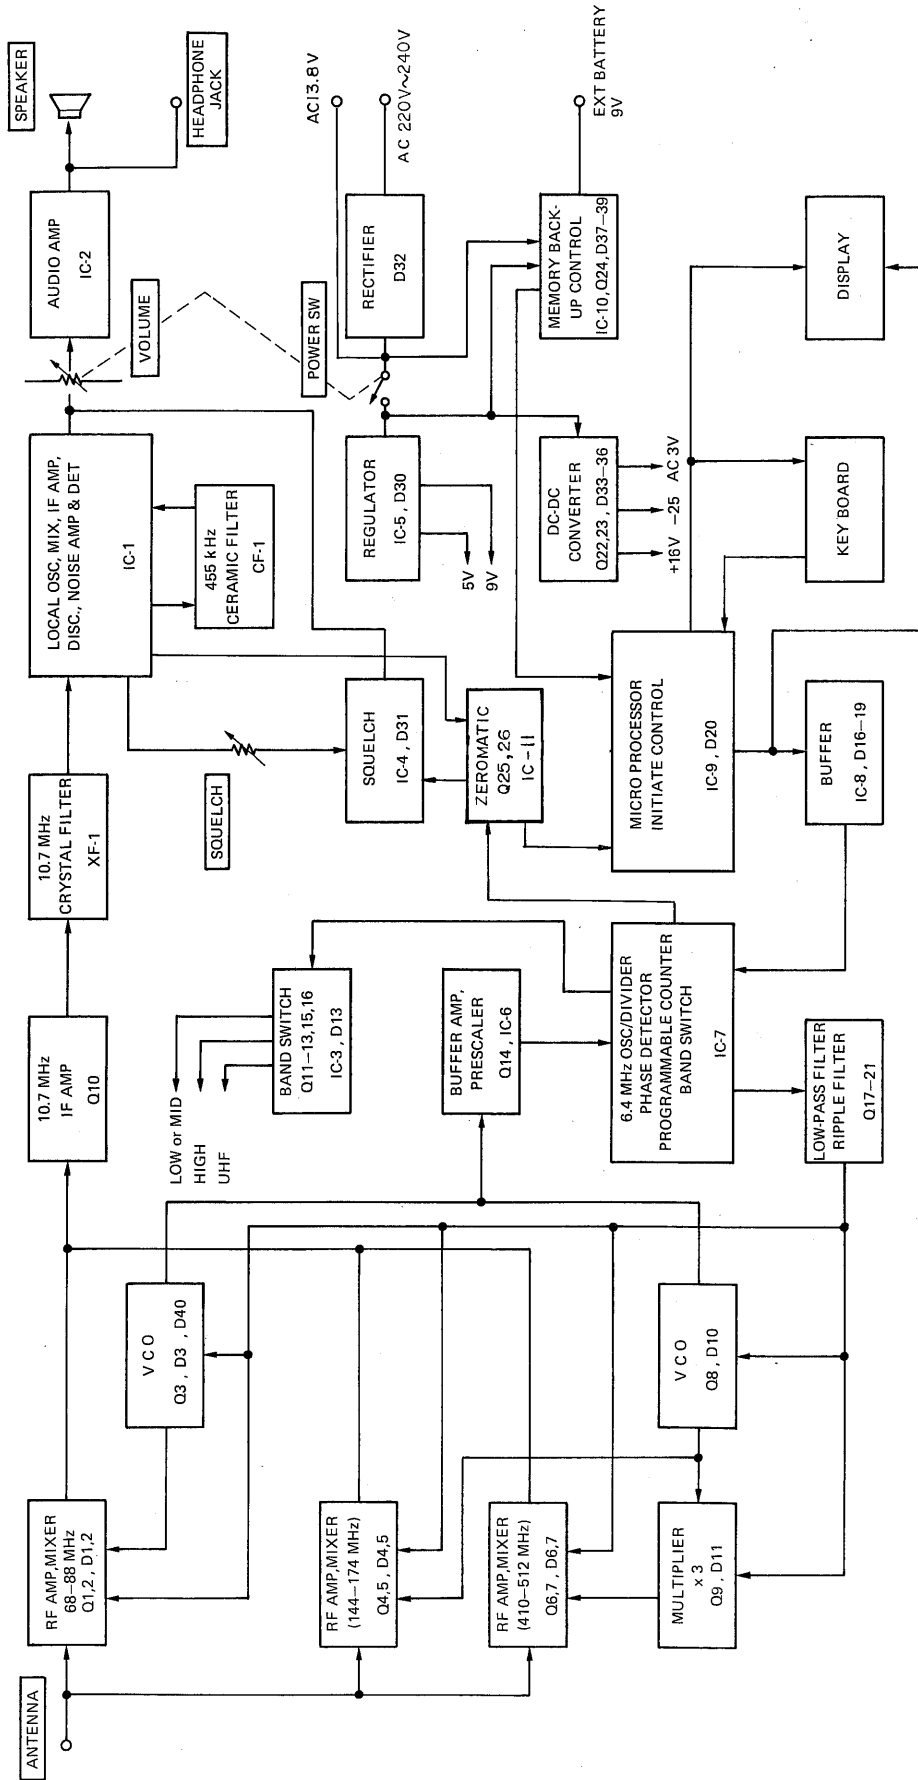 ANTENNA
RF AMP,MIXER
68–88 MHz
Q1,2 , D1,2
RF AMP,MIXER
(144–174 MHz)
Q4,5 , D4,5
RF AMP,MIXER
(410–512 MHz)
Q6,7 , D6,7
MULTIPLIER
x 3
Q9 , D11
V C O
Q3 , D3 , D40
V C O
Q8 , D10
10.7 MHz
IF AMP
Q10
LOW or MID
HIGH
UHF
BAND SWITCH
Q11–13,15,16
IC-3 , D13
BUFFER AMP,
PRESCALER
Q14 , IC-6
6.4 MHz OSC/DIVIDER
PHASE DETECTOR
PROGRAMMABLE COUNTER
BAND SWITCH
IC-7
LOW-PASS FILTER
RIPPLE FILTER
Q17–21
10.7 MHz
CRYSTAL FILTER
XF-1
SQUELCH
LOCAL OSC, MIX, IF AMP,
DISC., NOISE AMP & DET
IC-1
455 kHz
CERAMIC FILTER
CF-1
SQUELCH
IC-4 , D31
ZEROMATIC
Q25,26
IC-11
MICRO PROCESSOR
INITIATE CONTROL
IC-9 , D20
BUFFER
IC-8 , D16–19
VOLUME
AUDIO AMP
IC-2
SPEAKER
HEADPHONE
JACK
POWER SW
RECTIFIER
D32
AC13.8V
AC 220V~240V
REGULATOR
IC-5 , D30
5V
9V
MEMORY BACK-
UP CONTROL
IC-10,Q24,D37–39
EXT BATTERY
9V
DC-DC
CONVERTER
Q22,23 , D33–36
+16V
-25
AC 3V
KEY BOARD
DISPLAY